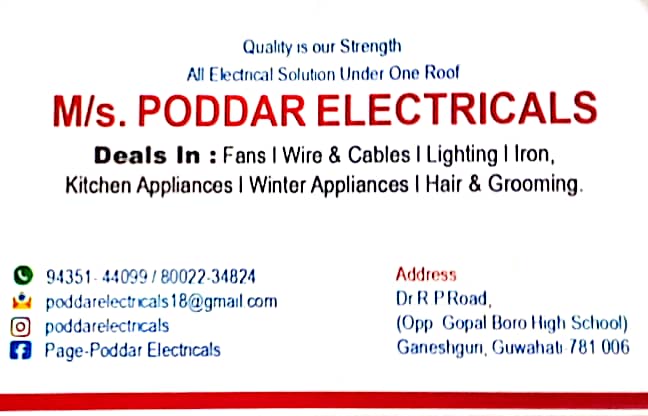 Quality is our Strength
All Electrical Solution Under One Roof
M/s. PODDAR ELECTRICALS
Deals In : Fans | Wire & Cables | Lighting | Iron,
Kitchen Appliances | Winter Appliances | Hair & Grooming.
94351-44099 / 80022-34824
poddarelectricals18@gmail.com
poddarelectricals
Page-Poddar Electricals
Address
Dr R P Road,
(Opp Gopal Boro High School)
Ganeshguri, Guwahati 781 006